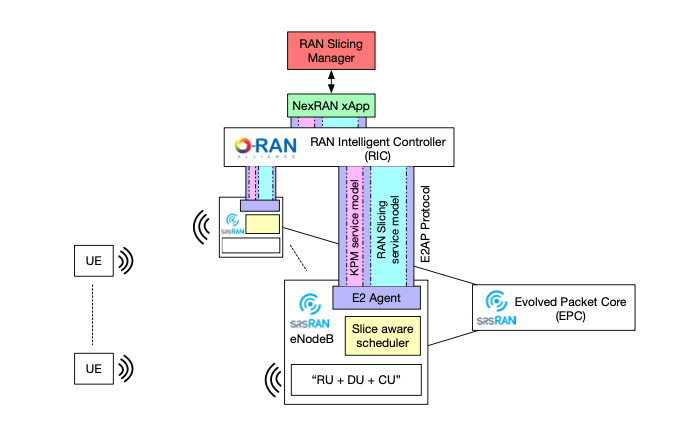 RAN Slicing
Manager
NexRAN xApp
O-RAN
ALLIANCE
RAN Intelligent Controller
(RIC)
KPM service model
RAN Slicing
service model
E2AP Protocol
srsRAN
UE
E2 Agent
srsRAN
eNodeB
Slice aware
scheduler
srsRAN
Evolved Packet Core
(EPC)
UE
“RU + DU + CU”